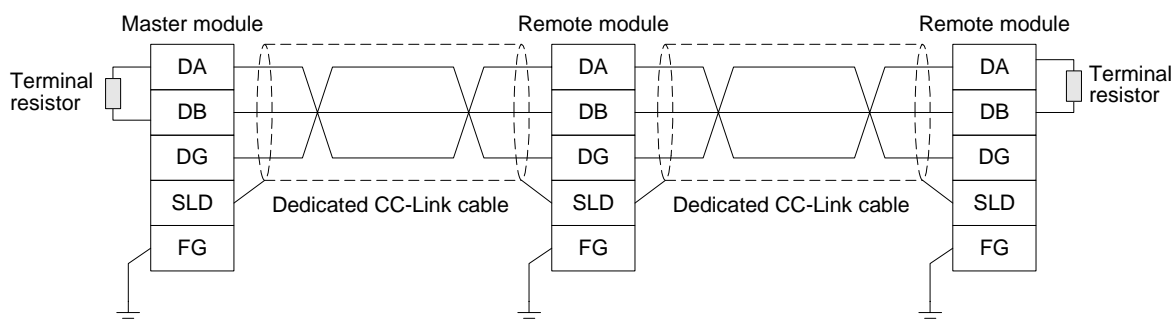 Master module
Remote module
Remote module
Terminal
resistor
DA
DB
DG
SLD
FG
Dedicated CC-Link cable
DA
DB
DG
SLD
FG
Dedicated CC-Link cable
DA
DB
DG
SLD
FG
Terminal
resistor